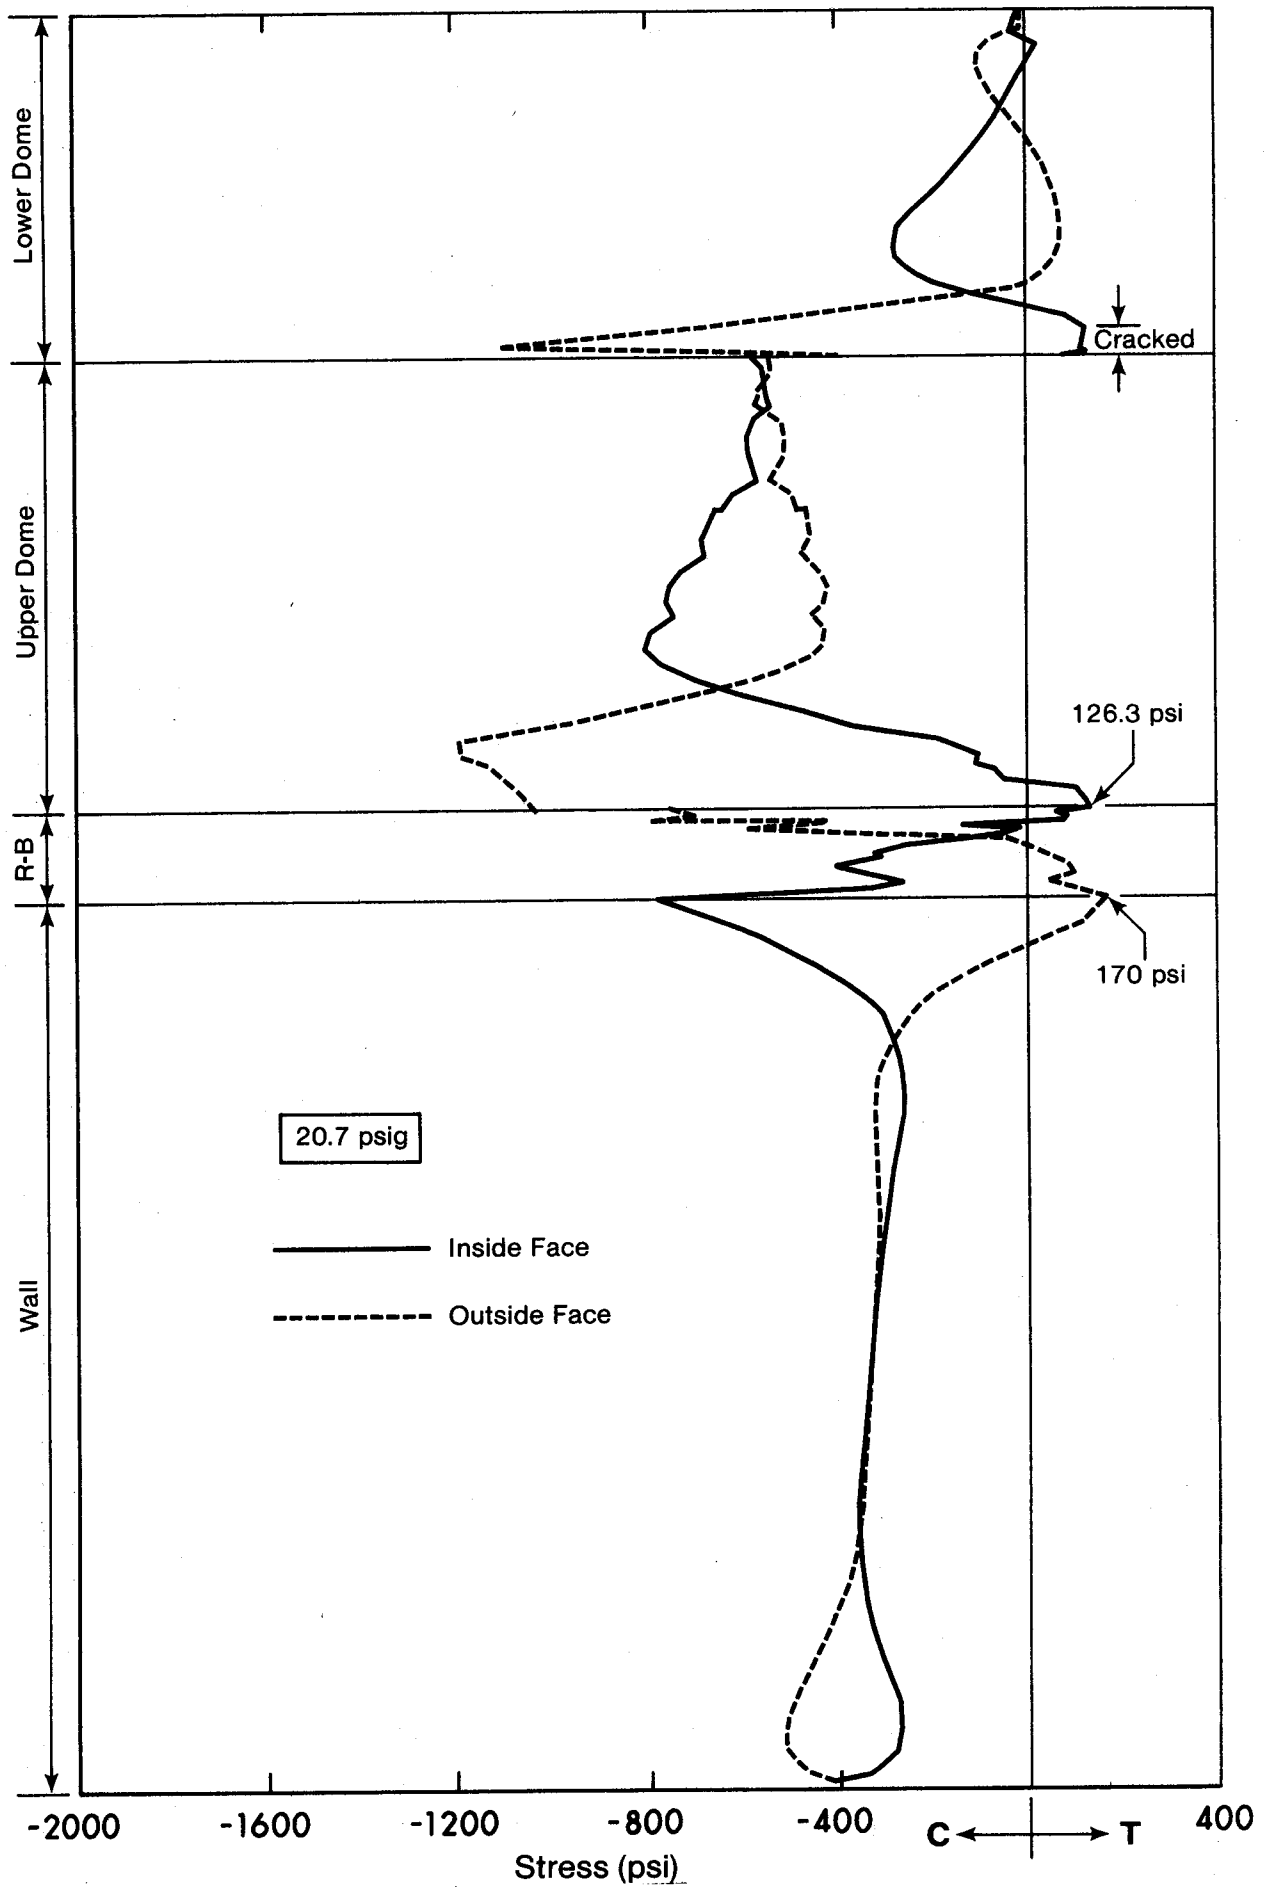 Lower Dome
Cracked
Upper Dome
126.3 psi
R-B
170 psi
20.7 psig
Inside Face
Outside Face
Wall
-2000 -1600 -1200 -800 -400 C T 400
Stress (psi)